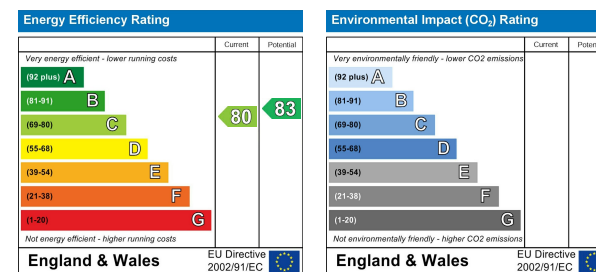 Energy Efficiency Rating
Current Potential
Very energy efficient - lower running costs
(92 plus) A
(81-91) B
(69-80) C
(55-68) D
(39-54) E
(21-38) F
(1-20) G
80
83
Not energy efficient - higher running costs
England & Wales
EU Directive
2002/91/EC
Environmental Impact (CO₂) Rating
Current Poten
Very environmentally friendly - lower CO2 emissions
(92 plus) A
(81-91) B
(69-80) C
(55-68) D
(39-54) E
(21-38) F
(1-20) G
Not environmentally friendly - higher CO2 emissions
England & Wales
EU Directive
2002/91/EC